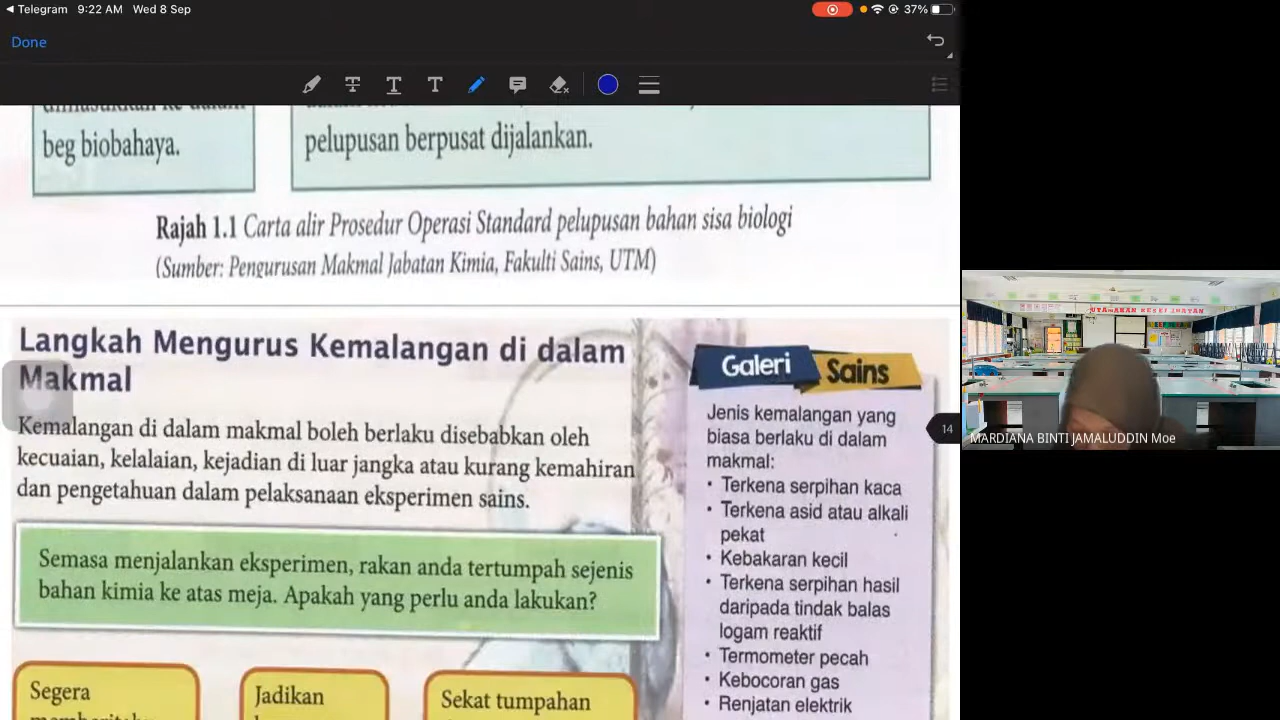 Telegram 9:22 AM Wed 8 Sep
37%
Done
beg biobahaya.
pelupusan berpusat dijalankan.
Rajah 1.1 Carta alir Prosedur Operasi Standard pelupusan bahan sisa biologi
(Sumber: Pengurusan Makmal Jabatan Kimia, Fakulti Sains, UTM)
Langkah Mengurus Kemalangan di dalam
Makmal
Kemalangan di dalam makmal boleh berlaku disebabkan oleh
kecuaian, kelalaian, kejadian di luar jangka atau kurang kemahiran
dan pengetahuan dalam pelaksanaan eksperimen sains.
Semasa menjalankan eksperimen, rakan anda tertumpah sejenis
bahan kimia ke atas meja. Apakah yang perlu anda lakukan?
Segera
Jadikan
Sekat tumpahan
Galeri Sains
Jenis kemalangan yang
biasa berlaku di dalam
makmal:
• Terkena serpihan kaca
• Terkena asid atau alkali
pekat
• Kebakaran kecil
• Terkena serpihan hasil
daripada tindak balas
logam reaktif
• Termometer pecah
• Kebocoran gas
• Renjatan elektrik
14
MARDIANA BINTI JAMALUDDIN Moe